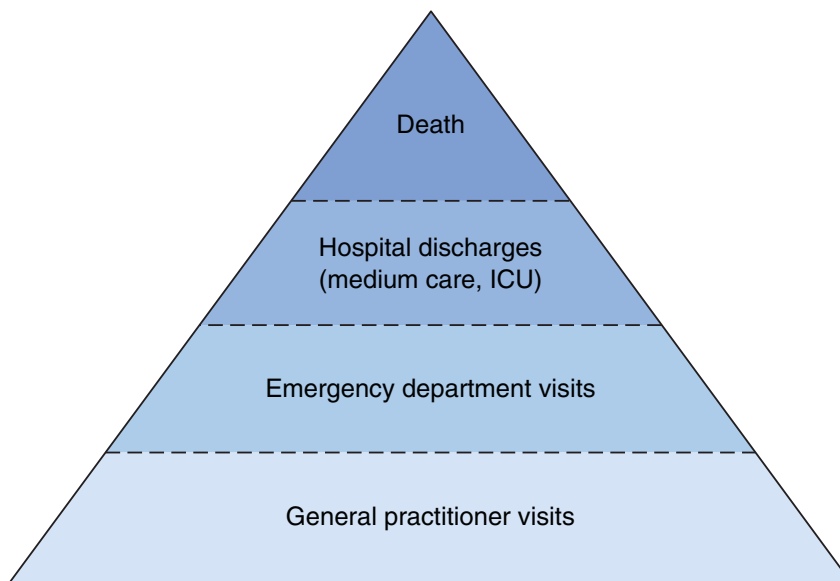 Death
Hospital discharges
(medium care, ICU)
Emergency department visits
General practitioner visits